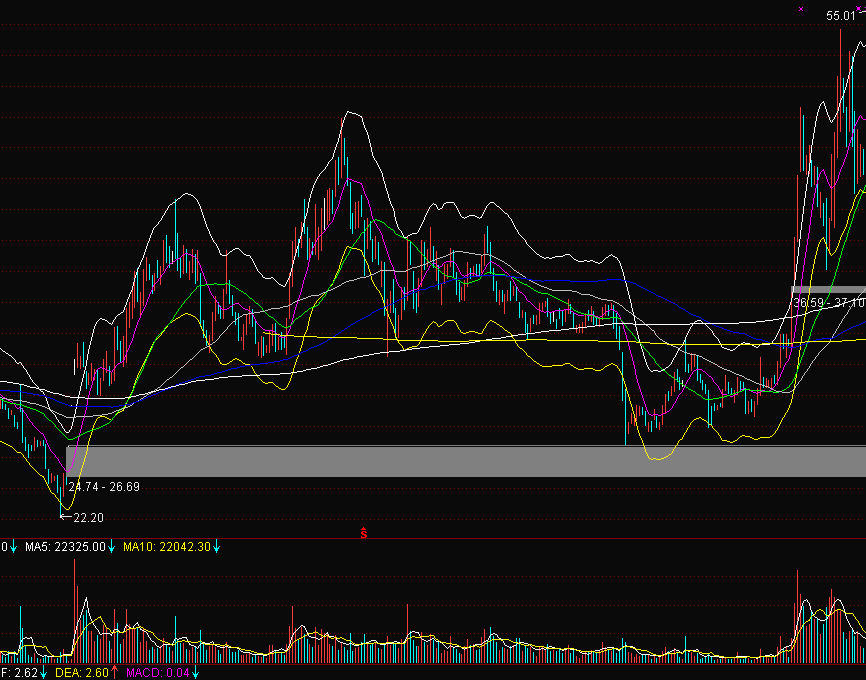 55.01
36.59 - 37.10
24.74 - 26.69
22.20
S
0↓ MA5: 22325.00↓ MA10: 22042.30↓
F: 2.62↓ DEA: 2.60↑ MACD: 0.04↓